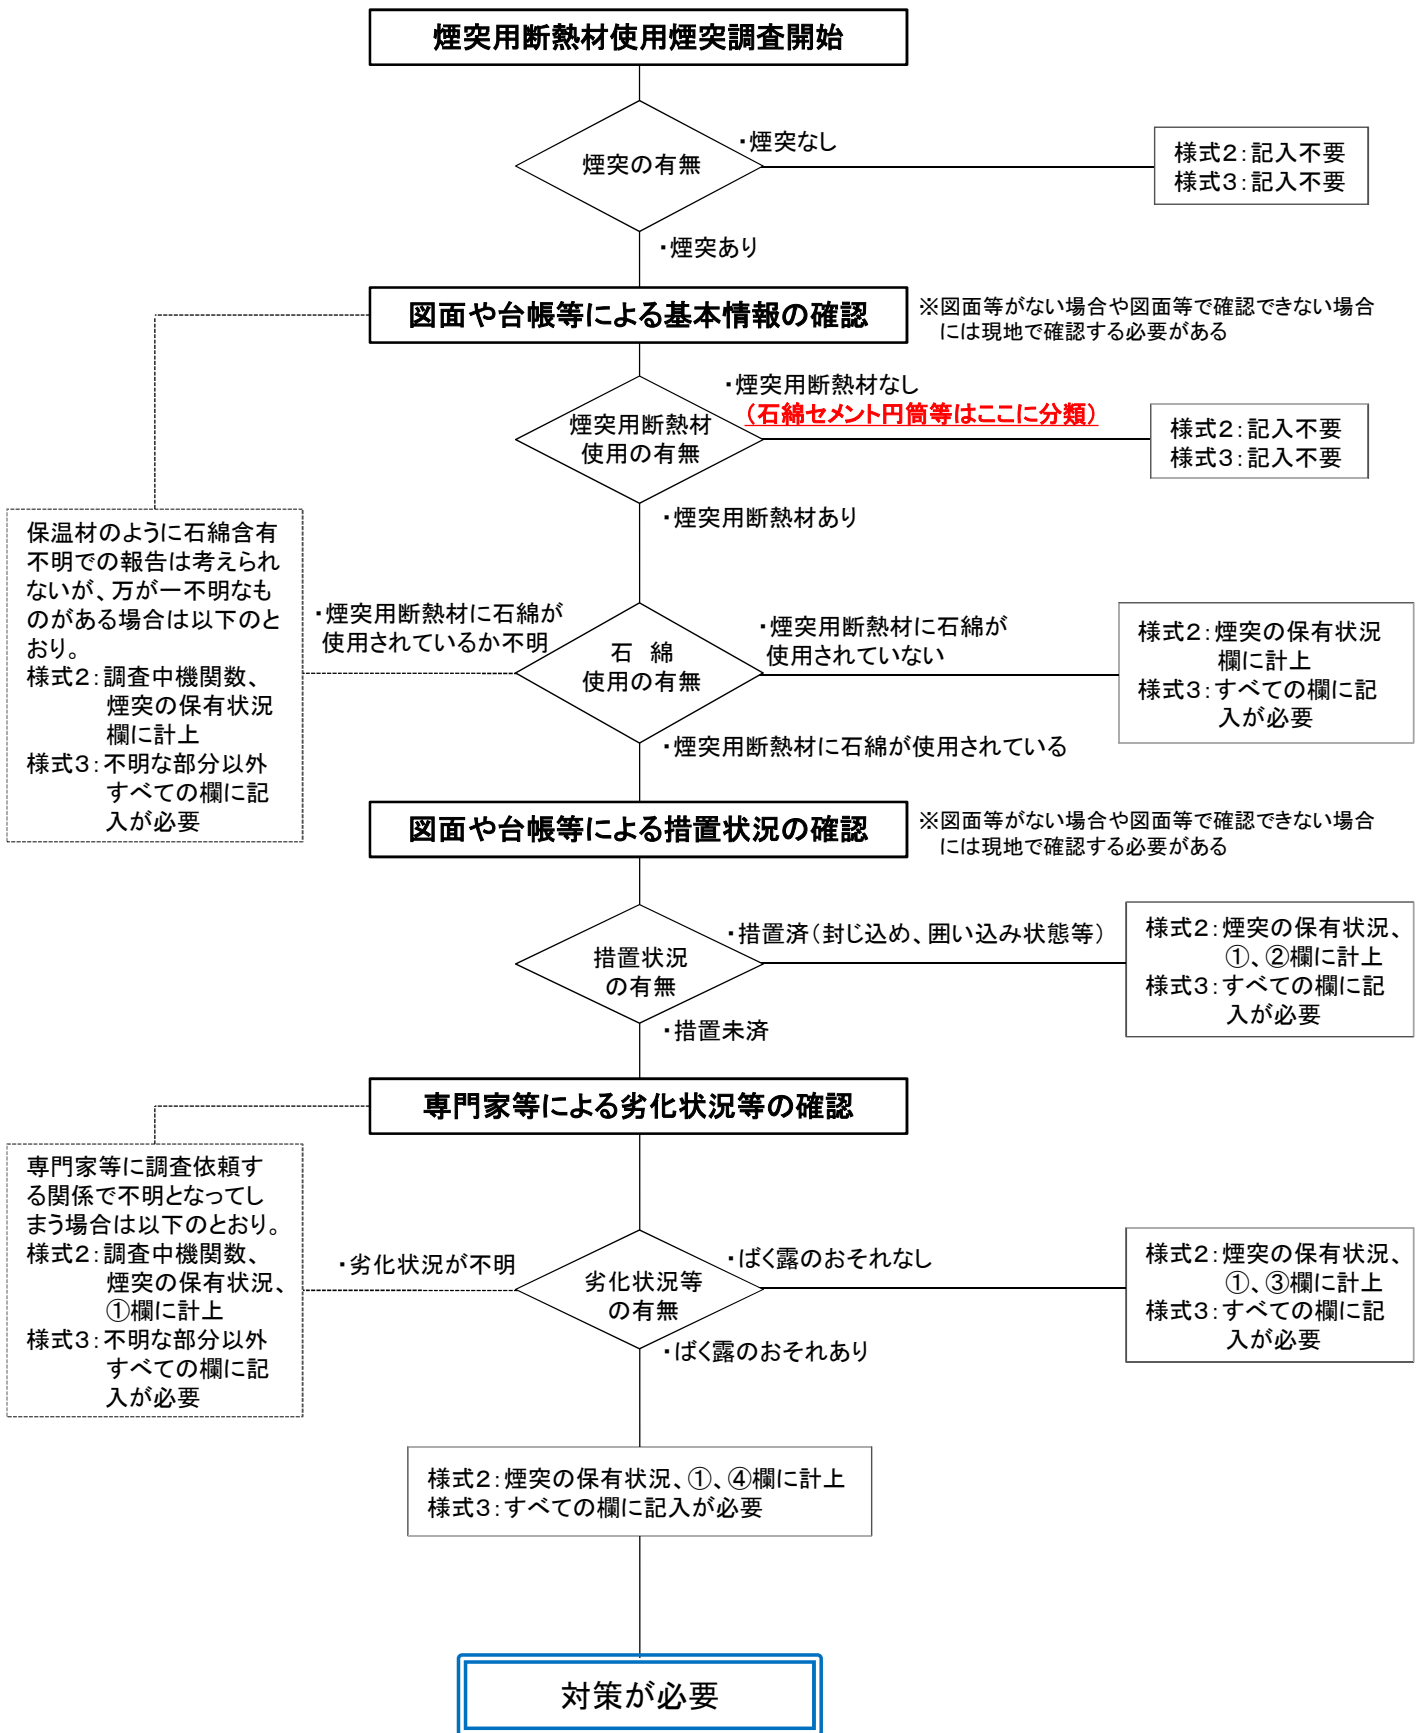 煙突用断熱材使用煙突調査開始
煙突の有無
・煙突なし
様式2：記入不要
様式3：記入不要
・煙突あり
図面や台帳等による基本情報の確認
※図面等がない場合や図面等で確認できない場合
には現地で確認する必要がある
煙突用断熱材
使用の有無
・煙突用断熱材なし
（石綿セメント円筒等はここに分類）
様式2：記入不要
様式3：記入不要
・煙突用断熱材あり
保温材のように石綿含有
不明での報告は考えられ
ないが、万が一不明なも
のがある場合は以下のと
おり。
様式2：調査中機関数、
煙突の保有状況
欄に計上
様式3：不明な部分以外
すべての欄に記
入が必要
・煙突用断熱材に石綿が
使用されているか不明
石　綿
使用の有無
・煙突用断熱材に石綿が
使用されていない
様式2：煙突の保有状況
欄に計上
様式3：すべての欄に記
入が必要
・煙突用断熱材に石綿が使用されている
図面や台帳等による措置状況の確認
※図面等がない場合や図面等で確認できない場合
には現地で確認する必要がある
措置状況
の有無
・措置済（封じ込め、囲い込み状態等）
様式2：煙突の保有状況、
①、②欄に計上
様式3：すべての欄に記
入が必要
・措置未済
専門家等による劣化状況等の確認
専門家等に調査依頼す
る関係で不明となってし
まう場合は以下のとおり。
様式2：調査中機関数、
煙突の保有状況、
①欄に計上
様式3：不明な部分以外
すべての欄に記
入が必要
・劣化状況が不明
劣化状況等
の有無
・ばく露のおそれなし
様式2：煙突の保有状況、
①、③欄に計上
様式3：すべての欄に記
入が必要
・ばく露のおそれあり
様式2：煙突の保有状況、①、④欄に計上
様式3：すべての欄に記入が必要
対策が必要